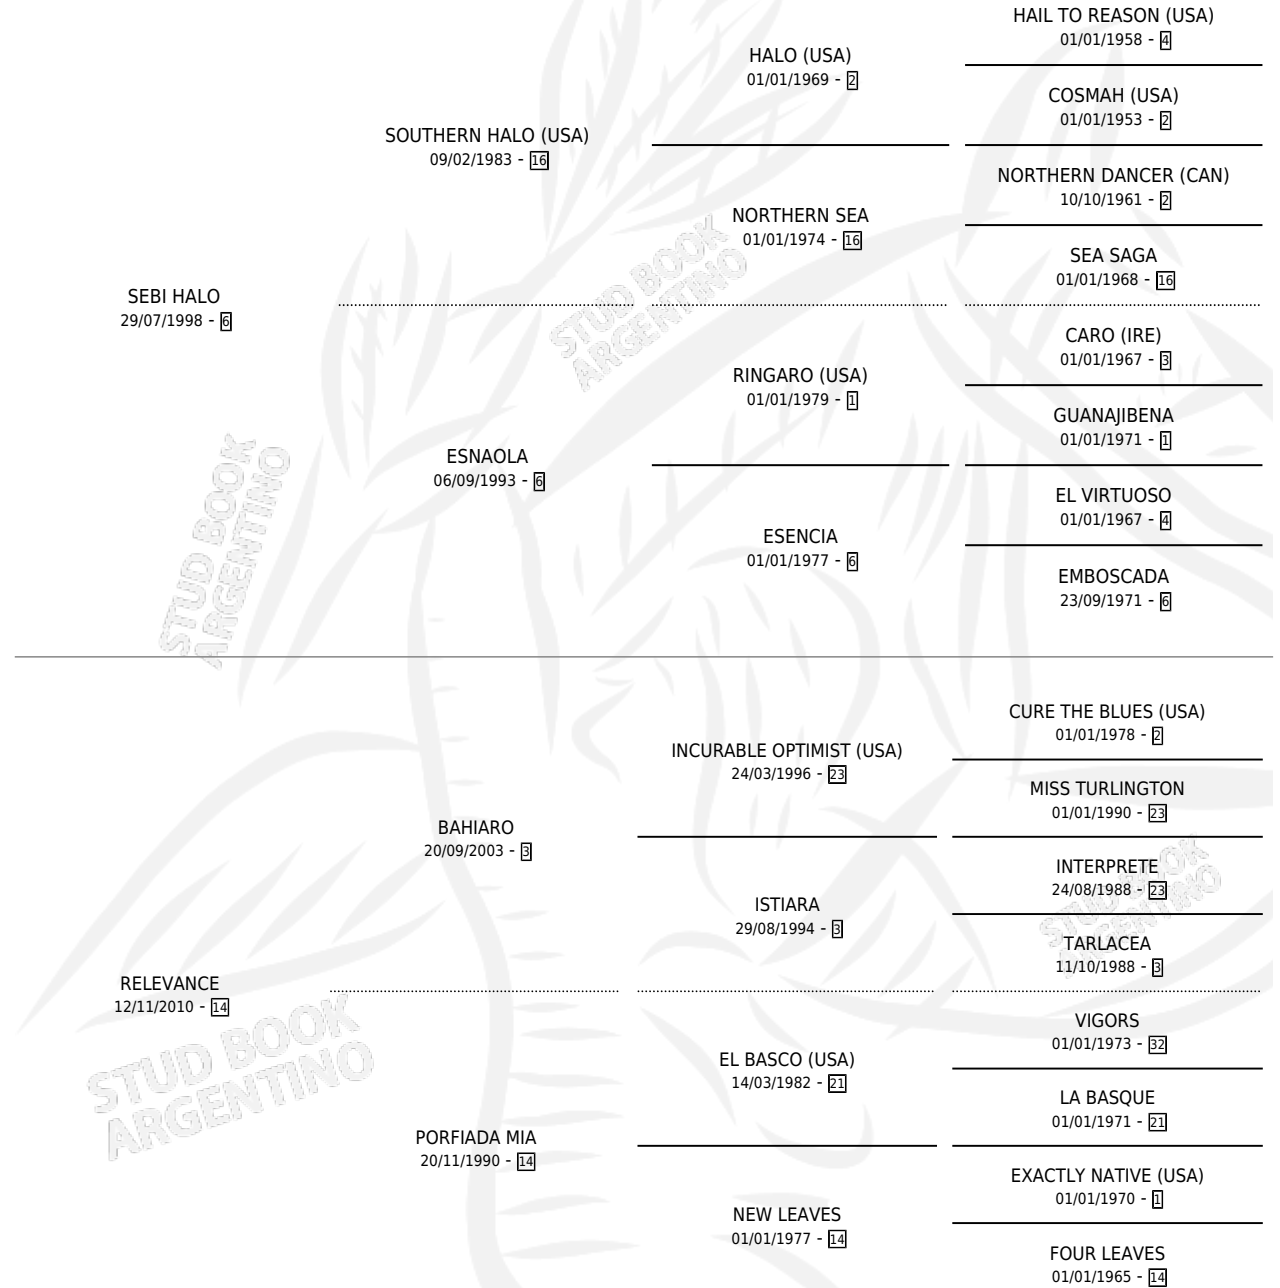 HAIL TO REASON (USA)
01/01/1958 - 4
HALO (USA)
01/01/1969 - 2
COSMAH (USA)
01/01/1953 - 2
SOUTHERN HALO (USA)
09/02/1983 - 16
NORTHERN DANCER (CAN)
10/10/1961 - 2
NORTHERN SEA
01/01/1974 - 16
SEA SAGA
01/01/1968 - 16
SEBI HALO
29/07/1998 - 6
CARO (IRE)
01/01/1967 - 3
RINGARO (USA)
01/01/1979 - 1
GUANAJIBENA
01/01/1971 - 1
ESNAOLA
06/09/1993 - 6
EL VIRTUOSO
01/01/1967 - 4
ESENCIA
01/01/1977 - 6
EMBOSCADA
23/09/1971 - 6
STUD BOOK
ARGENTINO
STUD BOOK
ARGENTINO
CURE THE BLUES (USA)
01/01/1978 - 2
INCURABLE OPTIMIST (USA)
24/03/1996 - 23
MISS TURLINGTON
01/01/1990 - 23
BAHIARO
20/09/2003 - 3
INTERPRETE
24/08/1988 - 23
ISTIARA
29/08/1994 - 3
TARLACEA
11/10/1988 - 3
RELEVANCE
12/11/2010 - 14
VIGORS
01/01/1973 - 32
EL BASCO (USA)
14/03/1982 - 21
LA BASQUE
01/01/1971 - 21
PORFIADA MIA
20/11/1990 - 14
EXACTLY NATIVE (USA)
01/01/1970 - 1
NEW LEAVES
01/01/1977 - 14
FOUR LEAVES
01/01/1965 - 14
STUD BOOK
ARGENTINO
STUD BOOK
ARGENTINO